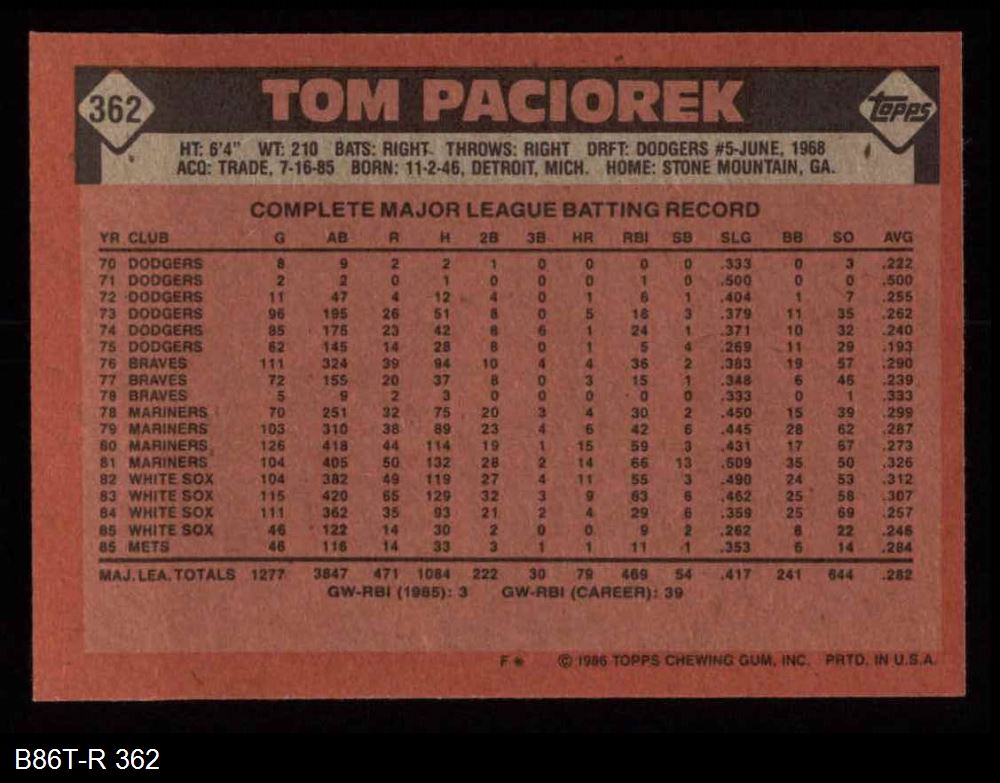 362 TOM PACIOREK TOPPS
HT: 6'4" WT: 210 BATS: RIGHT THROWS: RIGHT DRFT: DODGERS #5-JUNE, 1968
ACQ: TRADE, 7-16-85 BORN: 11-2-46, DETROIT, MICH. HOME: STONE MOUNTAIN, GA.
COMPLETE MAJOR LEAGUE BATTING RECORD
YR CLUB G AB R H 2B 3B HR RBI SB SLG BB SO AVG
70 DODGERS 8 9 2 2 1 0 0 0 0 .333 0 3 .222
71 DODGERS 2 2 0 1 0 0 0 1 0 .500 0 0 .500
72 DODGERS 11 47 4 12 4 0 1 6 1 .404 1 7 .255
73 DODGERS 96 195 26 51 8 0 5 18 3 .379 11 35 .262
74 DODGERS 85 175 23 42 8 6 1 24 1 .371 10 32 .240
75 DODGERS 62 145 14 28 8 0 1 5 4 .269 11 29 .193
76 BRAVES 111 324 39 94 10 4 4 36 2 .383 19 57 .290
77 BRAVES 72 155 20 37 8 0 3 15 1 .348 6 46 .239
78 BRAVES 5 9 2 3 0 0 0 0 0 .333 0 1 .333
78 MARINERS 70 251 32 75 20 3 4 30 2 .450 15 39 .299
79 MARINERS 103 310 38 89 23 4 6 42 6 .445 28 62 .287
80 MARINERS 126 418 44 114 19 1 15 59 3 .431 17 67 .273
81 MARINERS 104 405 50 132 28 2 14 66 13 .509 35 50 .326
82 WHITE SOX 104 382 49 119 27 4 11 55 3 .490 24 53 .312
83 WHITE SOX 115 420 65 129 32 3 9 63 6 .462 25 58 .307
84 WHITE SOX 111 362 35 93 21 2 4 29 6 .359 25 69 .257
85 WHITE SOX 46 122 14 30 2 0 0 9 2 .262 8 22 .246
85 METS 46 116 14 33 3 1 1 11 1 .353 6 14 .284
MAJ. LEA. TOTALS 1277 3847 471 1084 222 30 79 469 54 .417 241 644 .282
GW-RBI (1985): 3 GW-RBI (CAREER): 39
F* © 1986 TOPPS CHEWING GUM, INC. PRTD. IN U.S.A.
B86T-R 362